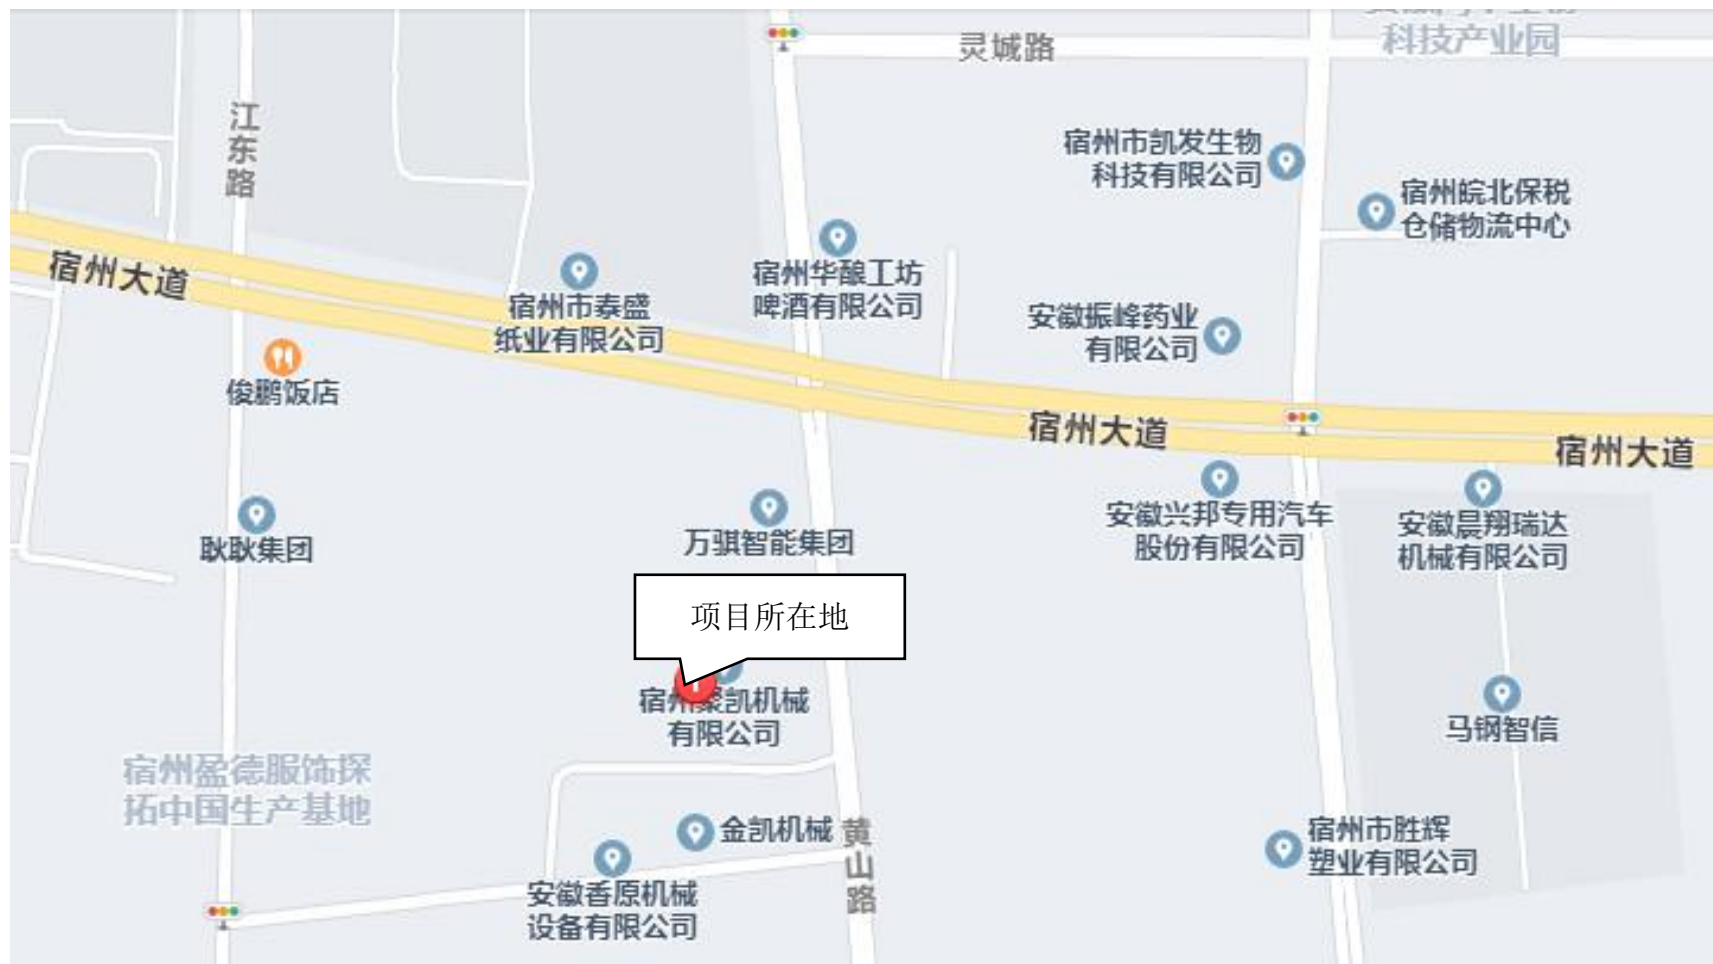 灵城路
科技产业园
江东路
宿州市凯发生物
科技有限公司
宿州皖北保税
仓储物流中心
宿州大道
宿州市泰盛
纸业有限公司
宿州华酿工坊
啤酒有限公司
安徽振峰药业
有限公司
俊鹏饭店
宿州大道
宿州大道
耿耿集团
万骐智能集团
安徽兴邦专用汽车
股份有限公司
安徽晨翔瑞达
机械有限公司
项目所在地
宿州聚凯机械
有限公司
马钢智信
宿州盈德服饰探
拓中国生产基地
金凯机械
黄山路
宿州市胜辉
塑业有限公司
安徽香原机械
设备有限公司